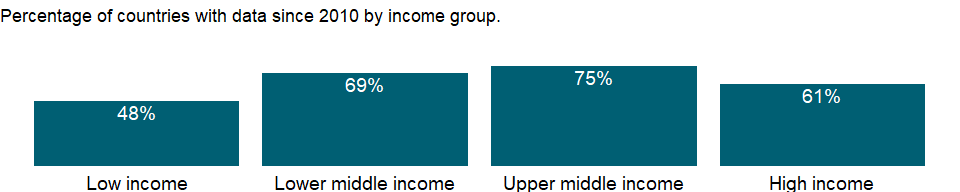 Percentage of countries with data since 2010 by income group.
48%
69%
75%
61%
Low income
Lower middle income
Upper middle income
High income